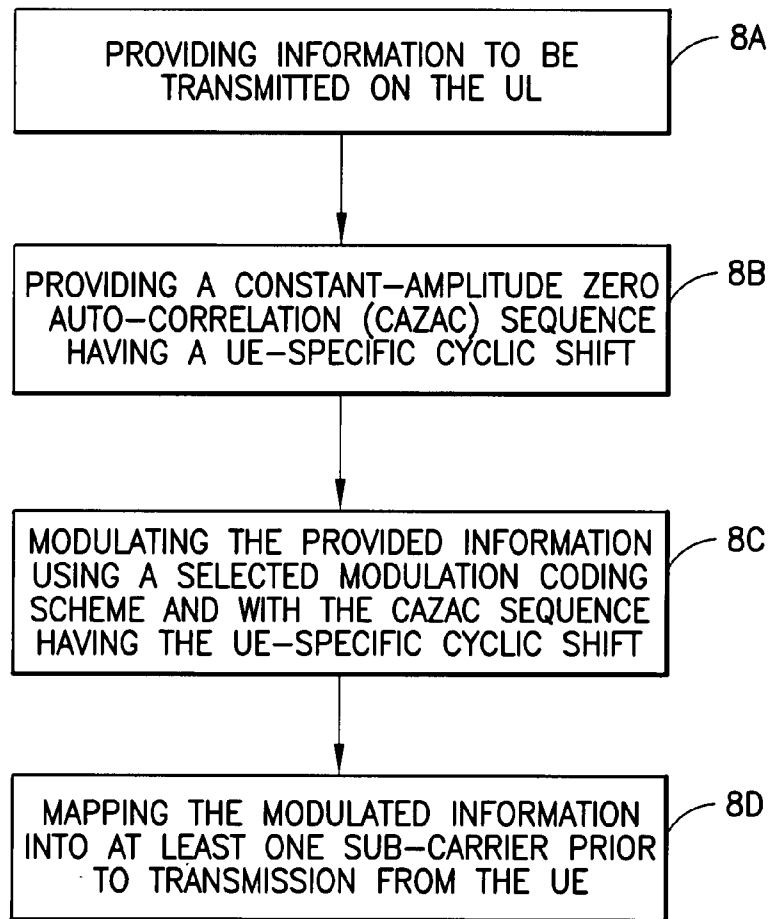 PROVIDING INFORMATION TO BE
TRANSMITTED ON THE UL
8A
PROVIDING A CONSTANT-AMPLITUDE ZERO
AUTO-CORRELATION (CAZAC) SEQUENCE
HAVING A UE-SPECIFIC CYCLIC SHIFT
8B
MODULATING THE PROVIDED INFORMATION
USING A SELECTED MODULATION CODING
SCHEME AND WITH THE CAZAC SEQUENCE
HAVING THE UE-SPECIFIC CYCLIC SHIFT
8C
MAPPING THE MODULATED INFORMATION
INTO AT LEAST ONE SUB-CARRIER PRIOR
TO TRANSMISSION FROM THE UE
8D